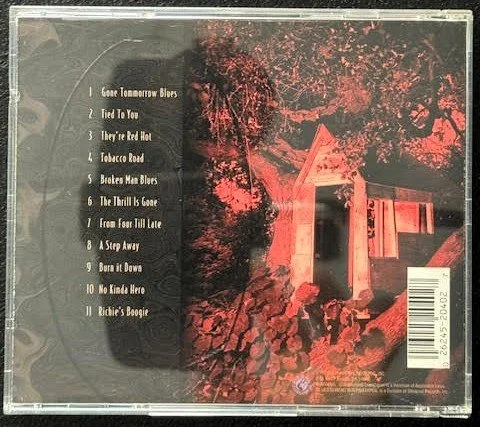 1 Gone Tommorrow Blues
2 Tied To You
3 They're Red Hot
4 Tobacco Road
5 Broken Man Blues
6 The Thrill Is Gone
7 From Four Till Late
8 A Step Away
9 Burn it Down
10 No Kinda Hero
11 Richie's Boogie
0 26245-20402 7